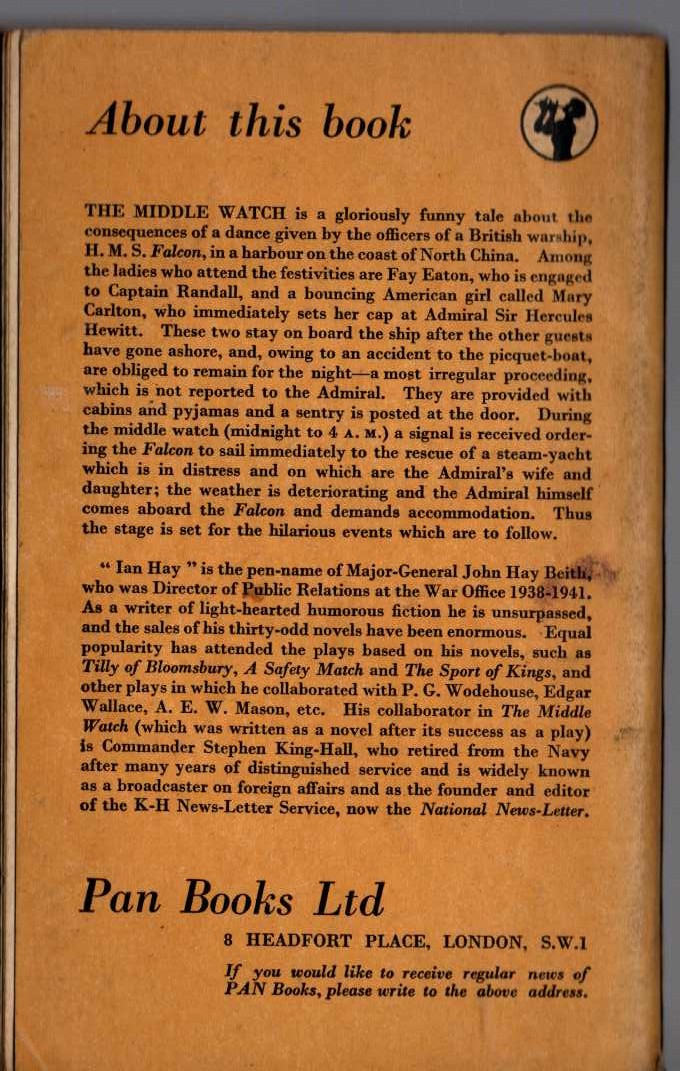 About this book
THE MIDDLE WATCH is a gloriously funny tale about the
consequences of a dance given by the officers of a British warship,
H. M. S. Falcon, in a harbour on the coast of North China. Among
the ladies who attend the festivities are Fay Eaton, who is engaged
to Captain Randall, and a bouncing American girl called Mary
Carlton, who immediately sets her cap at Admiral Sir Hercules
Hewitt. These two stay on board the ship after the other guests
have gone ashore, and, owing to an accident to the picquet-boat,
are obliged to remain for the night—a most irregular proceeding,
which is not reported to the Admiral. They are provided with
cabins and pyjamas and a sentry is posted at the door. During
the middle watch (midnight to 4 A. M.) a signal is received order-
ing the Falcon to sail immediately to the rescue of a steam-yacht
which is in distress and on which are the Admiral's wife and
daughter; the weather is deteriorating and the Admiral himself
comes aboard the Falcon and demands accommodation. Thus
the stage is set for the hilarious events which are to follow.
“ Ian Hay ” is the pen-name of Major-General John Hay Beith,
who was Director of Public Relations at the War Office 1938-1941.
As a writer of light-hearted humorous fiction he is unsurpassed,
and the sales of his thirty-odd novels have been enormous. Equal
popularity has attended the plays based on his novels, such as
Tilly of Bloomsbury, A Safety Match and The Sport of Kings, and
other plays in which he collaborated with P. G. Wodehouse, Edgar
Wallace, A. E. W. Mason, etc. His collaborator in The Middle
Watch (which was written as a novel after its success as a play)
is Commander Stephen King-Hall, who retired from the Navy
after many years of distinguished service and is widely known
as a broadcaster on foreign affairs and as the founder and editor
of the K-H News-Letter Service, now the National News-Letter.
Pan Books Ltd
8 HEADFORT PLACE, LONDON, S.W.1
If you would like to receive regular news of
PAN Books, please write to the above address.